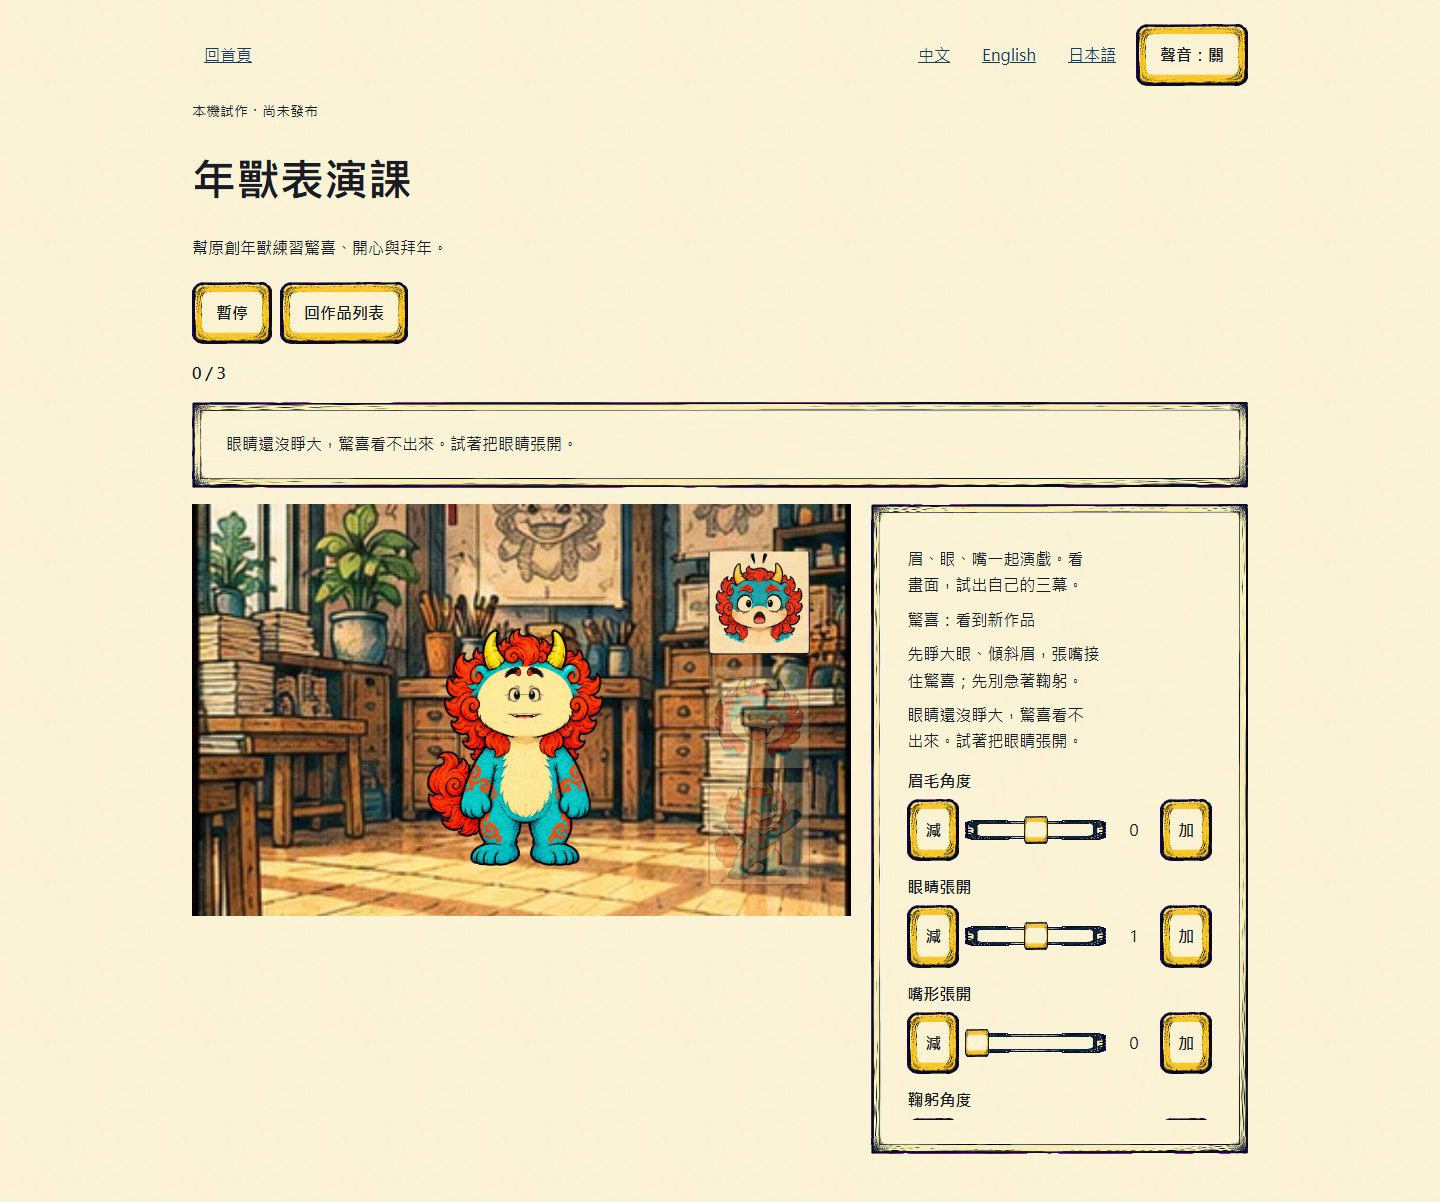 回首頁
中文 English 日本語 聲音：關
本機試作・尚未發布
年獸表演課
幫原創年獸練習驚喜、開心與拜年。
暫停 回作品列表
0 / 3
眼睛還沒睜大，驚喜看不出來。試著把眼睛張開。
眉、眼、嘴一起演戲。看
畫面，試出自己的三幕。
驚喜：看到新作品
先睜大眼、傾斜眉，張嘴接
住驚喜；先別急著鞠躬。
眼睛還沒睜大，驚喜看不
出來。試著把眼睛張開。
眉毛角度
減 0 加
眼睛張開
減 1 加
嘴形張開
減 0 加
鞠躬角度